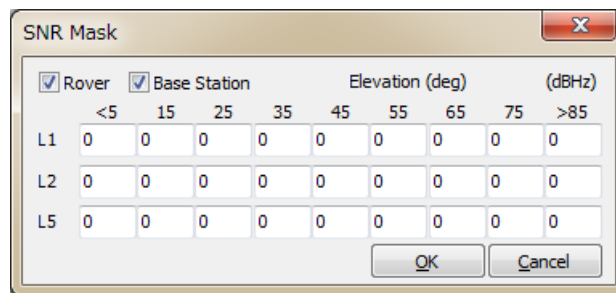 SNR Mask
Rover Base Station Elevation (deg) (dBHz)
<5 15 25 35 45 55 65 75 >85
L1 0 0 0 0 0 0 0 0 0
L2 0 0 0 0 0 0 0 0 0
L5 0 0 0 0 0 0 0 0 0
OK Cancel